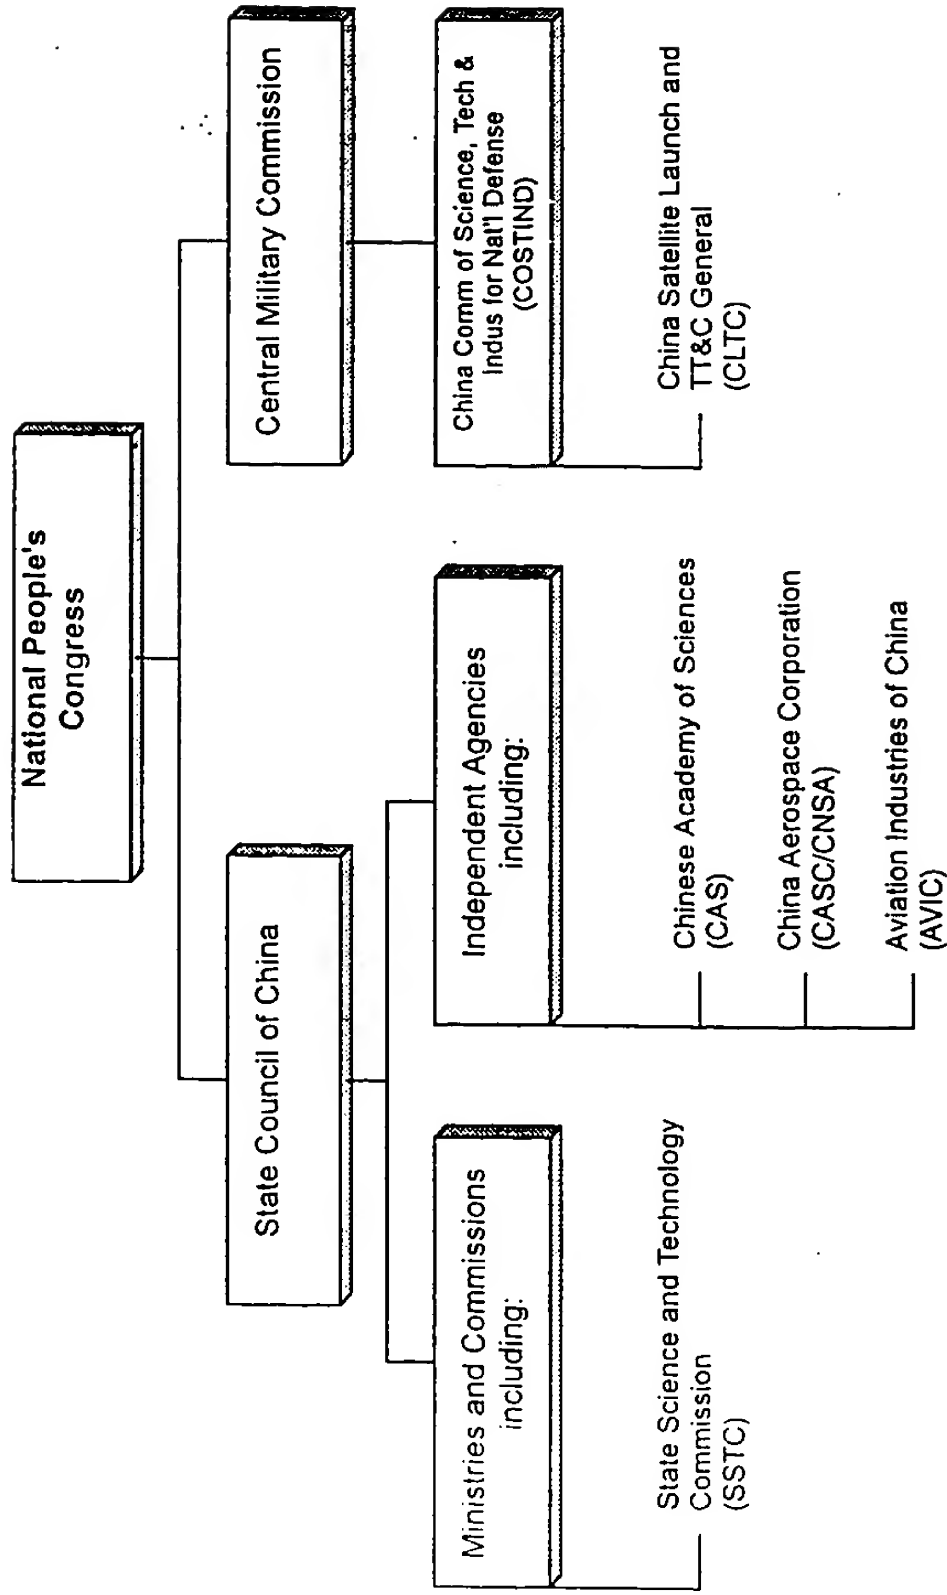 National People's
Congress
State Council of China
Central Military Commission
Ministries and Commissions
including:
Independent Agencies
including:
China Comm of Science, Tech &
Indus for Nat'l Defense
(COSTIND)
State Science and Technology
Commission
(SSTC)
Chinese Academy of Sciences
(CAS)
China Aerospace Corporation
(CASC/CNSA)
Aviation Industries of China
(AVIC)
China Satellite Launch and
TT&C General
(CLTC)